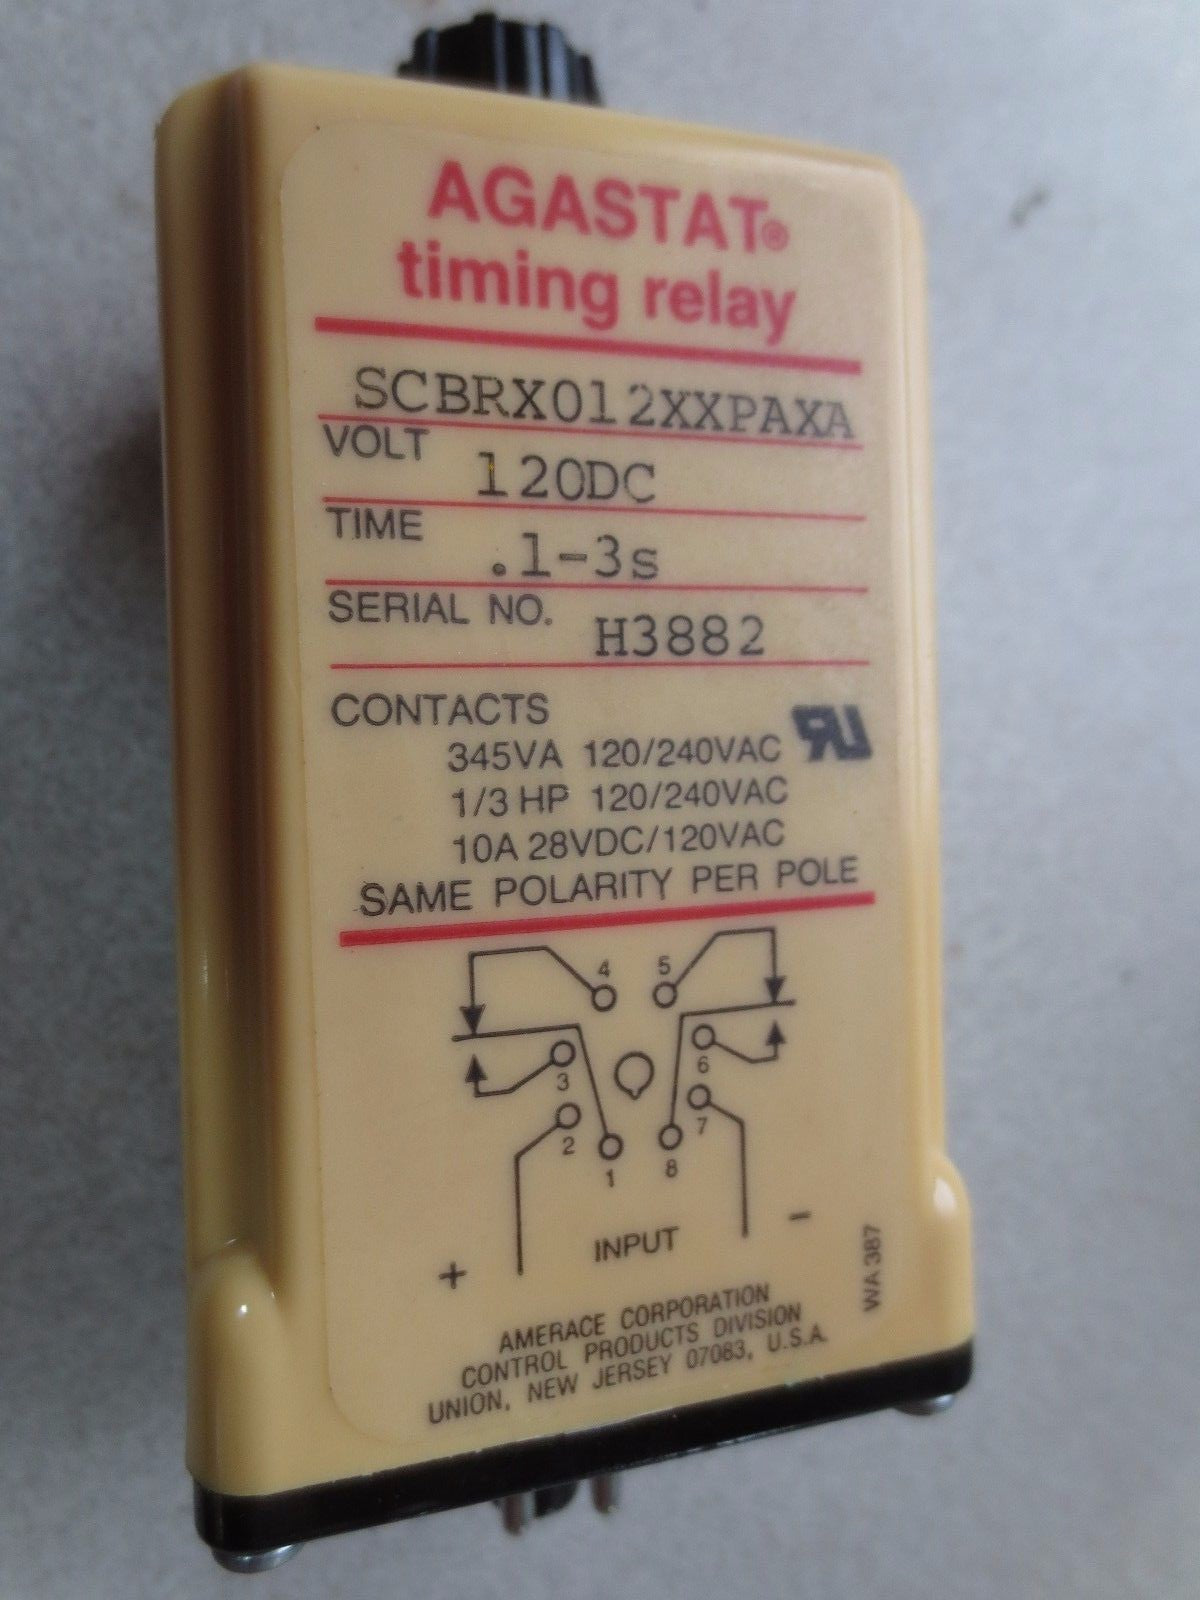 AGASTAT®
timing relay
SCBRX012XXPAXA
VOLT 120DC
TIME .1-3s
SERIAL NO. H3882
CONTACTS
345VA 120/240VAC
1/3 HP 120/240VAC
10A 28VDC/120VAC
SAME POLARITY PER POLE
4 5
3 6
2 7
1 8
+ INPUT -
WA 387
AMERACE CORPORATION
CONTROL PRODUCTS DIVISION
UNION, NEW JERSEY 07083, U.S.A.